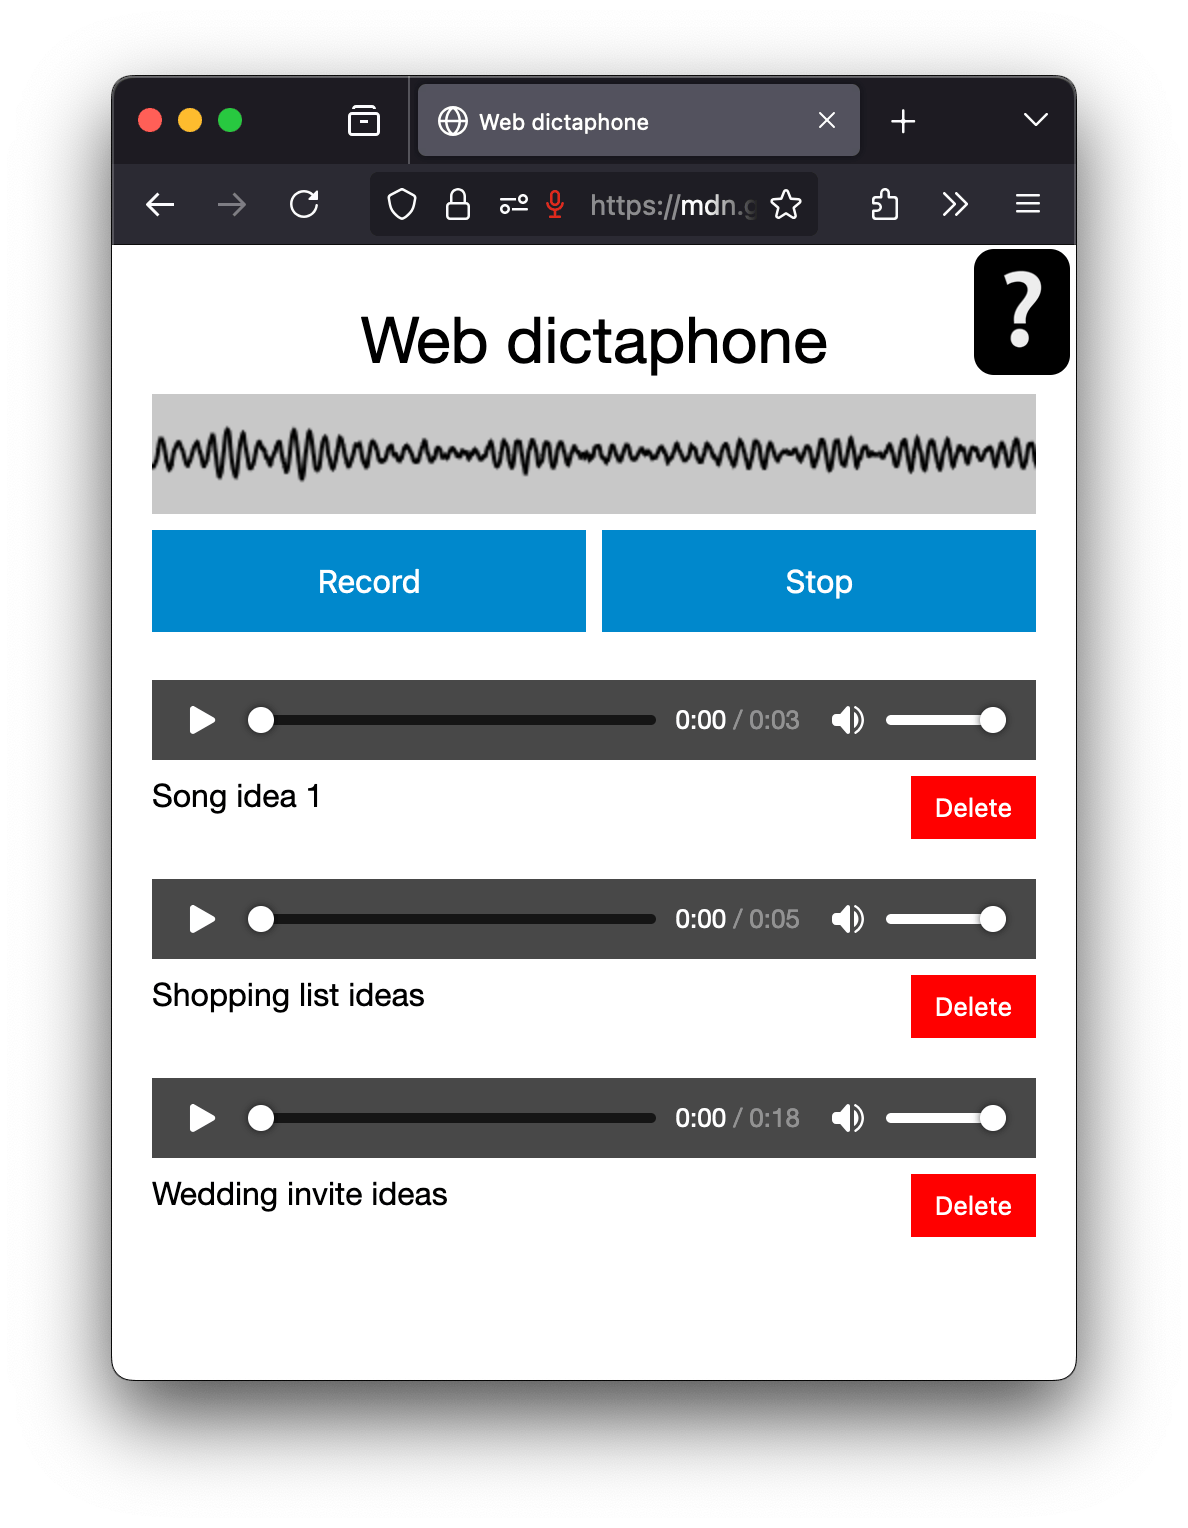 Web dictaphone
https://mdn.g
?
Web dictaphone
Record
Stop
0:00 / 0:03
Song idea 1
Delete
0:00 / 0:05
Shopping list ideas
Delete
0:00 / 0:18
Wedding invite ideas
Delete